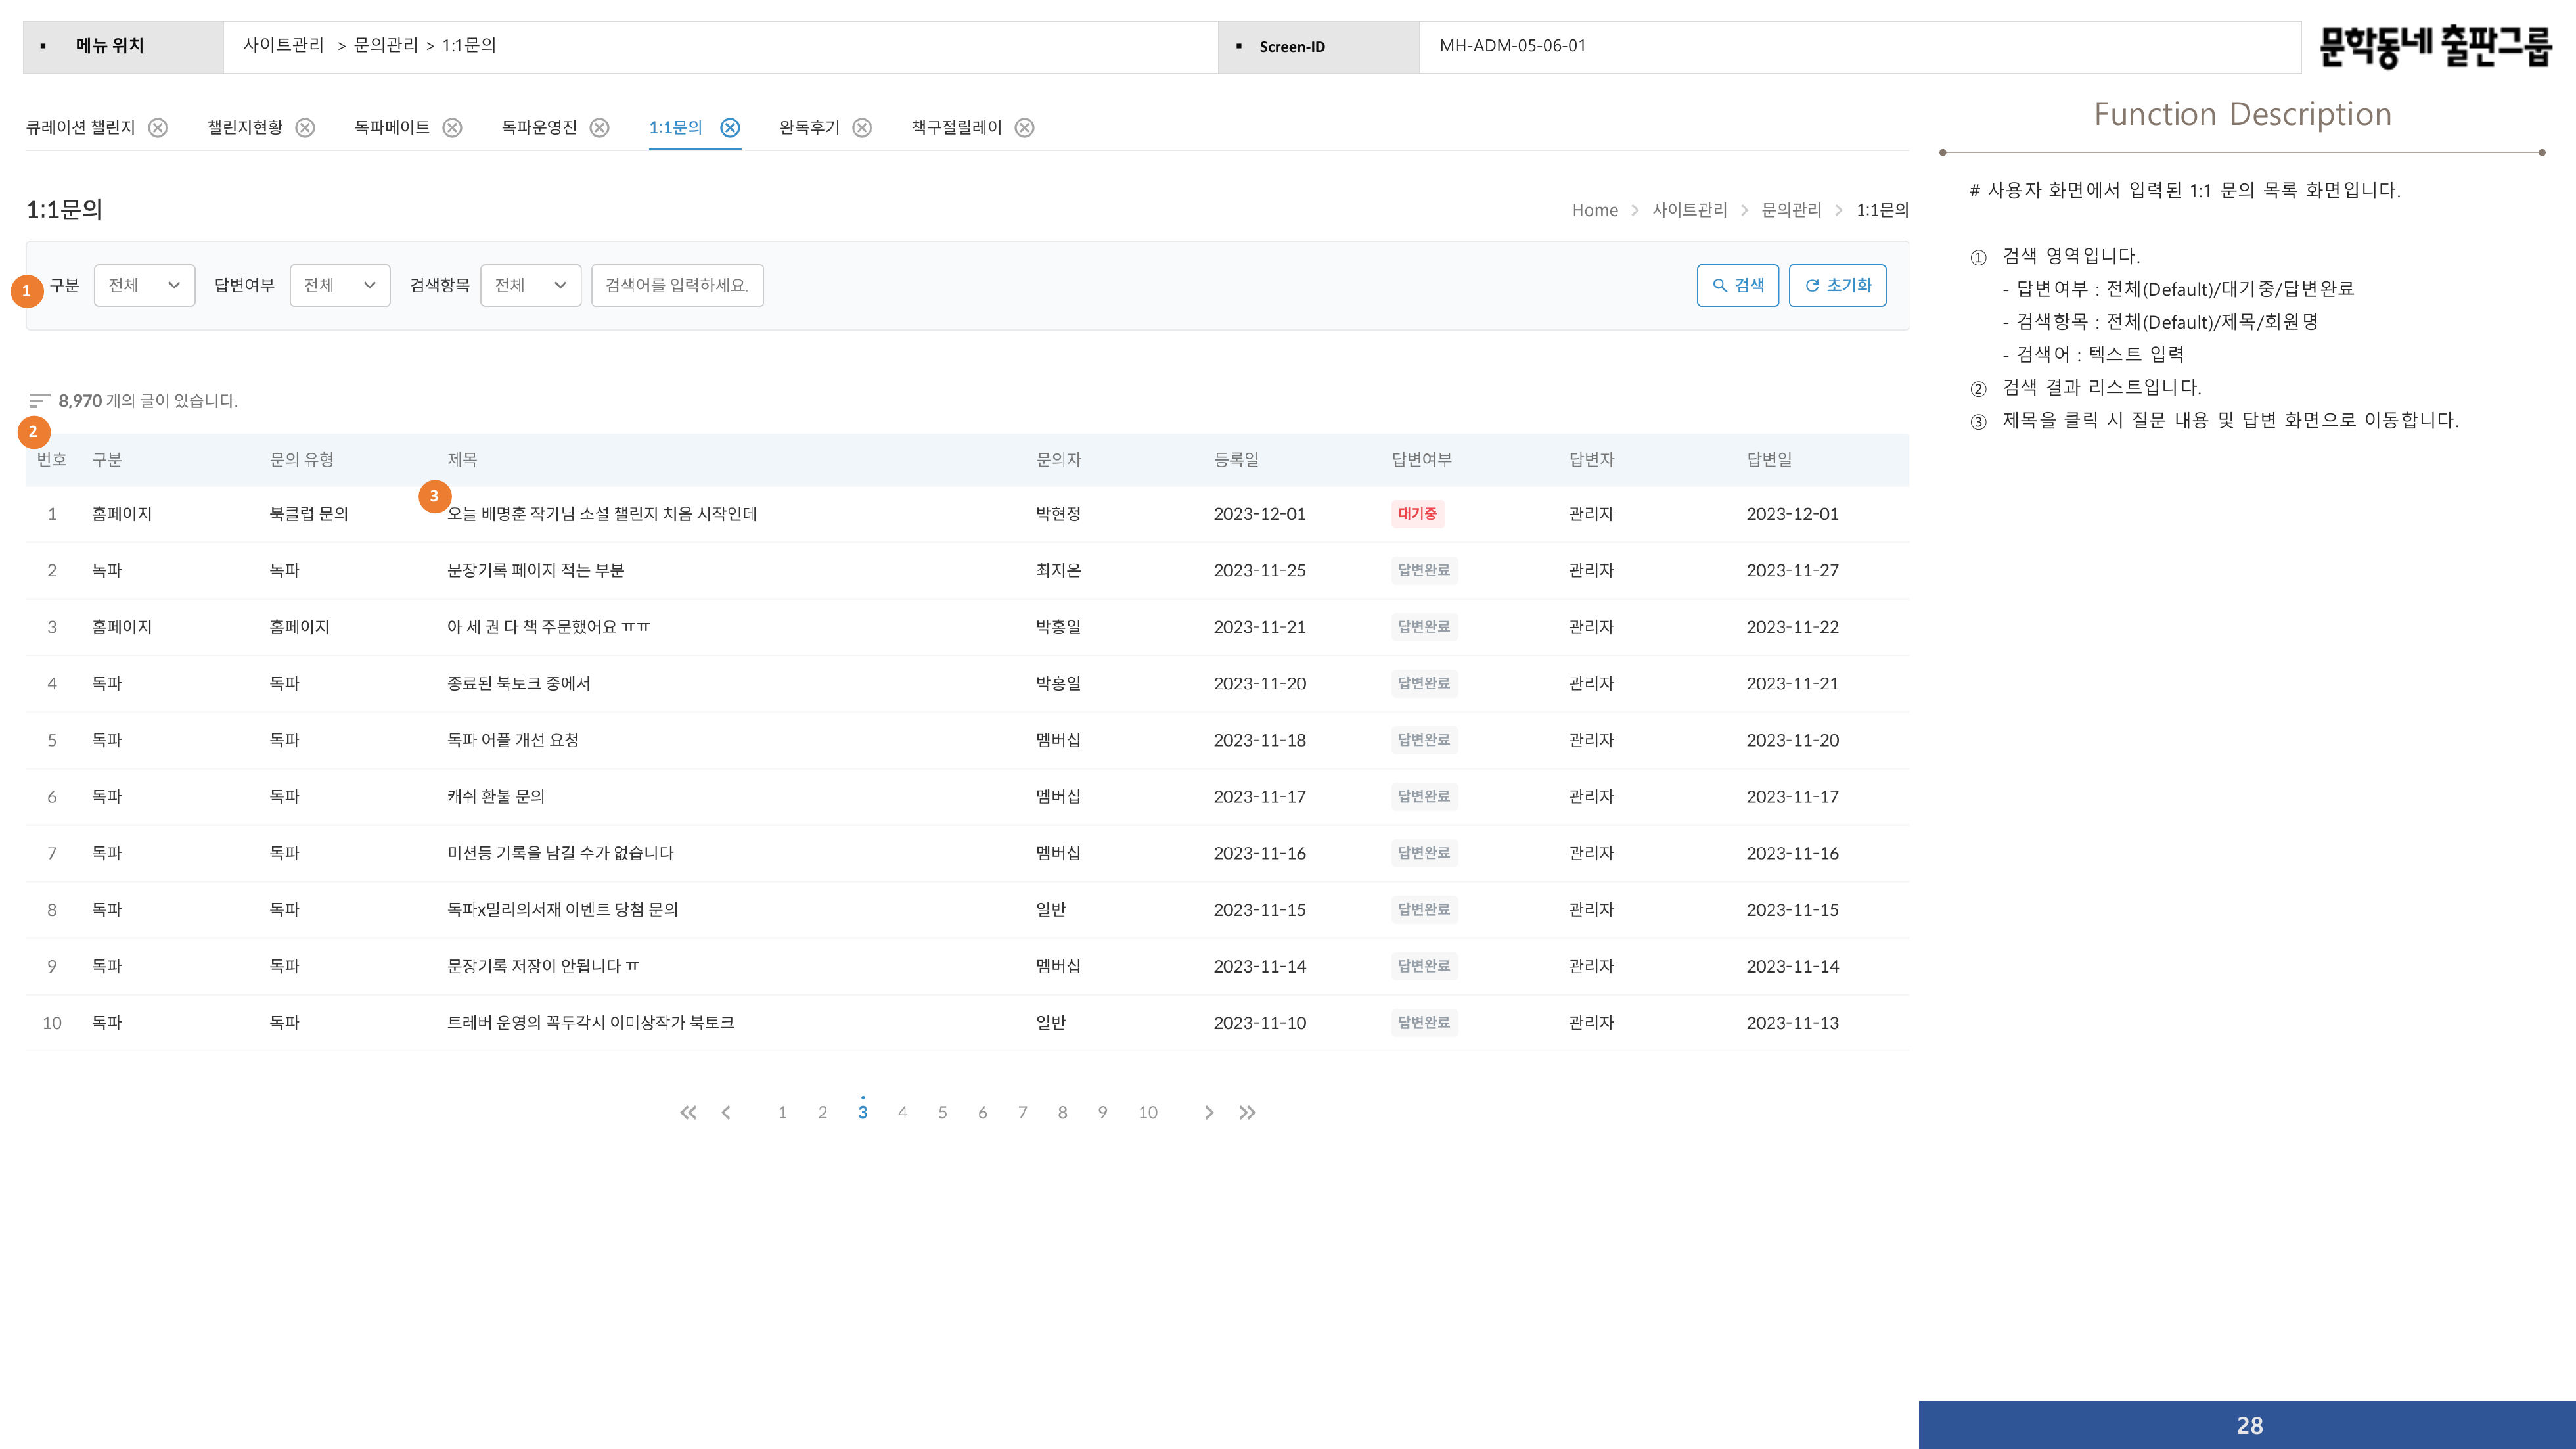 ▪ 메뉴 위치 사이트관리 > 문의관리 > 1:1문의 ▪ Screen-ID MH-ADM-05-06-01 문학동네 출판그룹
큐레이션 챌린지 챌린지현황 독파메이트 독파운영진 1:1문의 완독후기 책구절릴레이
1:1문의 Home > 사이트관리 > 문의관리 > 1:1문의
1 구분 전체 답변여부 전체 검색항목 전체 검색어를 입력하세요. 검색 초기화
8,970 개의 글이 있습니다.
2
번호 구분 문의 유형 제목 문의자 등록일 답변여부 답변자 답변일
3
1 홈페이지 북클럽 문의 오늘 배명훈 작가님 소설 챌린지 처음 시작인데 박현정 2023-12-01 대기중 관리자 2023-12-01
2 독파 독파 문장기록 페이지 적는 부분 최지은 2023-11-25 답변완료 관리자 2023-11-27
3 홈페이지 홈페이지 아 세 권 다 책 주문했어요 ㅠㅠ 박홍일 2023-11-21 답변완료 관리자 2023-11-22
4 독파 독파 종료된 북토크 중에서 박홍일 2023-11-20 답변완료 관리자 2023-11-21
5 독파 독파 독파 어플 개선 요청 멤버십 2023-11-18 답변완료 관리자 2023-11-20
6 독파 독파 캐쉬 환불 문의 멤버십 2023-11-17 답변완료 관리자 2023-11-17
7 독파 독파 미션등 기록을 남길 수가 없습니다 멤버십 2023-11-16 답변완료 관리자 2023-11-16
8 독파 독파 독파x밀리의서재 이벤트 당첨 문의 일반 2023-11-15 답변완료 관리자 2023-11-15
9 독파 독파 문장기록 저장이 안됩니다 ㅠ 멤버십 2023-11-14 답변완료 관리자 2023-11-14
10 독파 독파 트레버 운영의 꼭두각시 이미상작가 북토크 일반 2023-11-10 답변완료 관리자 2023-11-13
1 2 3 4 5 6 7 8 9 10
Function Description
# 사용자 화면에서 입력된 1:1 문의 목록 화면입니다.
① 검색 영역입니다.
- 답변여부 : 전체(Default)/대기중/답변완료
- 검색항목 : 전체(Default)/제목/회원명
- 검색어 : 텍스트 입력
② 검색 결과 리스트입니다.
③ 제목을 클릭 시 질문 내용 및 답변 화면으로 이동합니다.
28